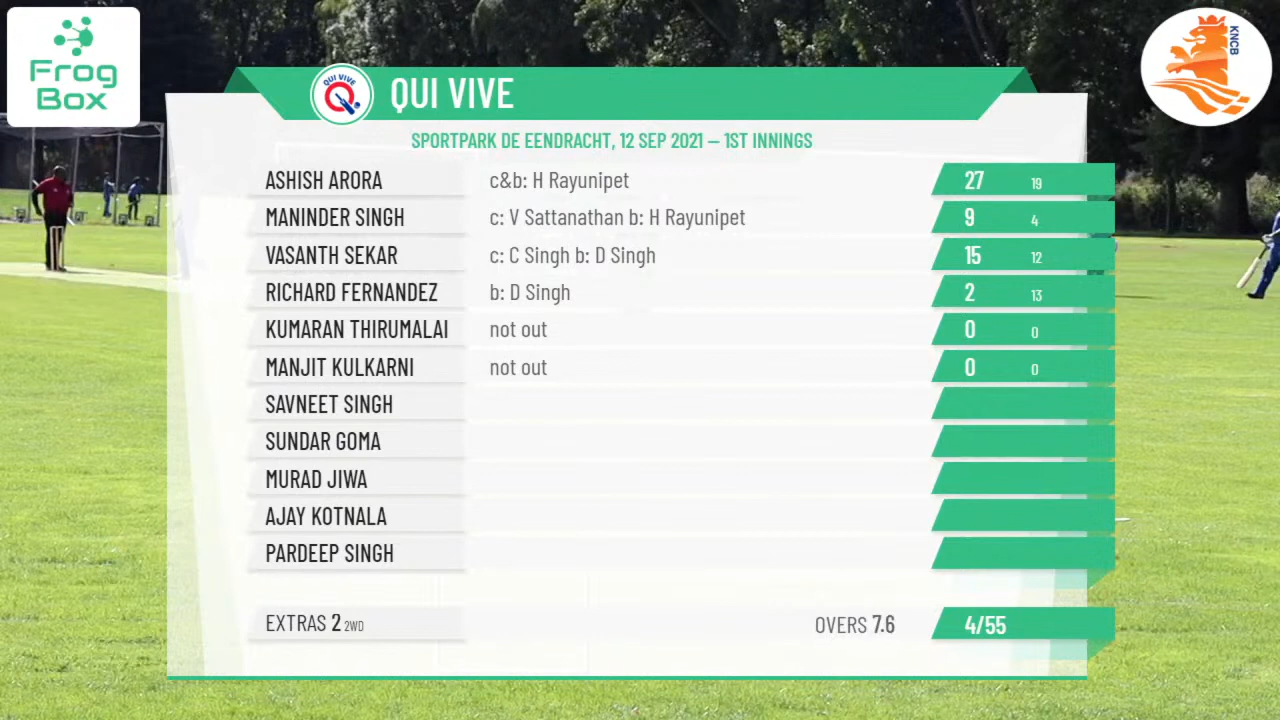 Frog
Box
KNCB
QUI VIVE
QUI VIVE
SPORTPARK DE EENDRACHT, 12 SEP 2021 – 1ST INNINGS
ASHISH ARORA c&b: H Rayunipet 27 19
MANINDER SINGH c: V Sattanathan b: H Rayunipet 9 4
VASANTH SEKAR c: C Singh b: D Singh 15 12
RICHARD FERNANDEZ b: D Singh 2 13
KUMARAN THIRUMALAI not out 0 0
MANJIT KULKARNI not out 0 0
SAVNEET SINGH
SUNDAR GOMA
MURAD JIWA
AJAY KOTNALA
PARDEEP SINGH
EXTRAS 2 2WD OVERS 7.6 4/55